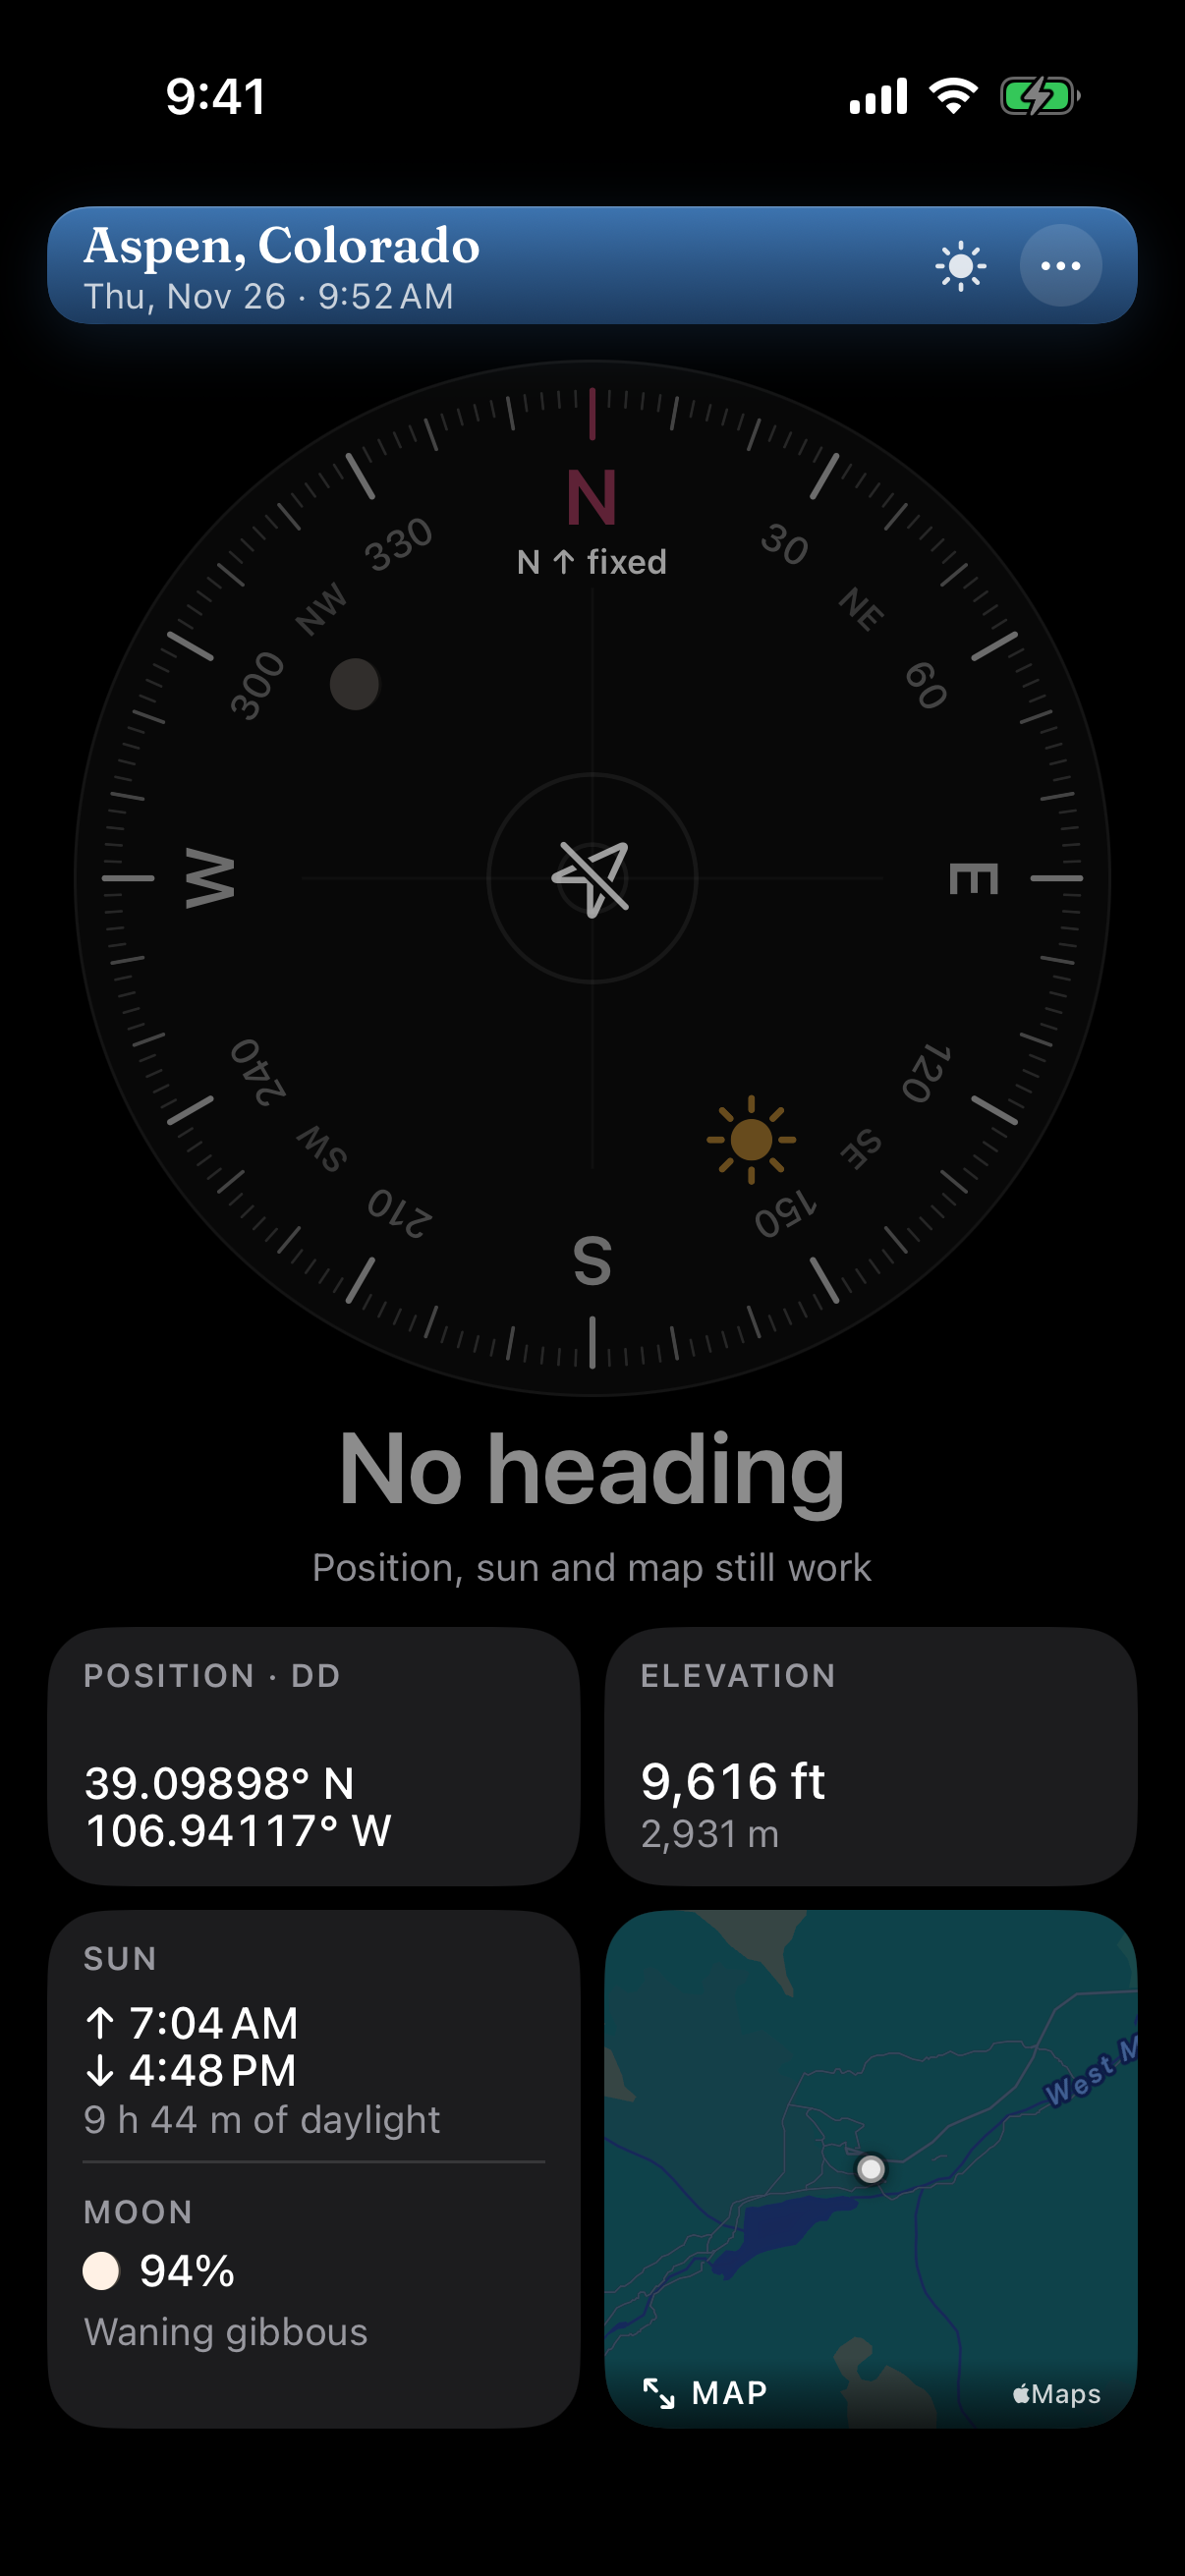 9:41
Aspen, Colorado
Thu, Nov 26 · 9:52 AM
N
N ↑ fixed
330
30
NW
NE
300
60
W
E
240
120
SW
SE
210
150
S
No heading
Position, sun and map still work
POSITION · DD
39.09898° N
106.94117° W
ELEVATION
9,616 ft
2,931 m
SUN
↑ 7:04 AM
↓ 4:48 PM
9 h 44 m of daylight
MOON
94%
Waning gibbous
West M
MAP
Maps